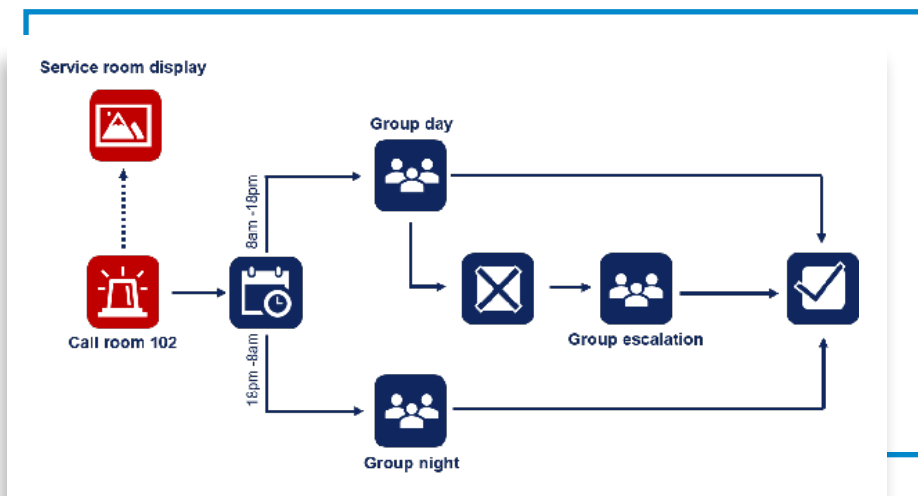 Service room display
Group day
8am -18pm
Call room 102
18pm -8am
Group escalation
Group night